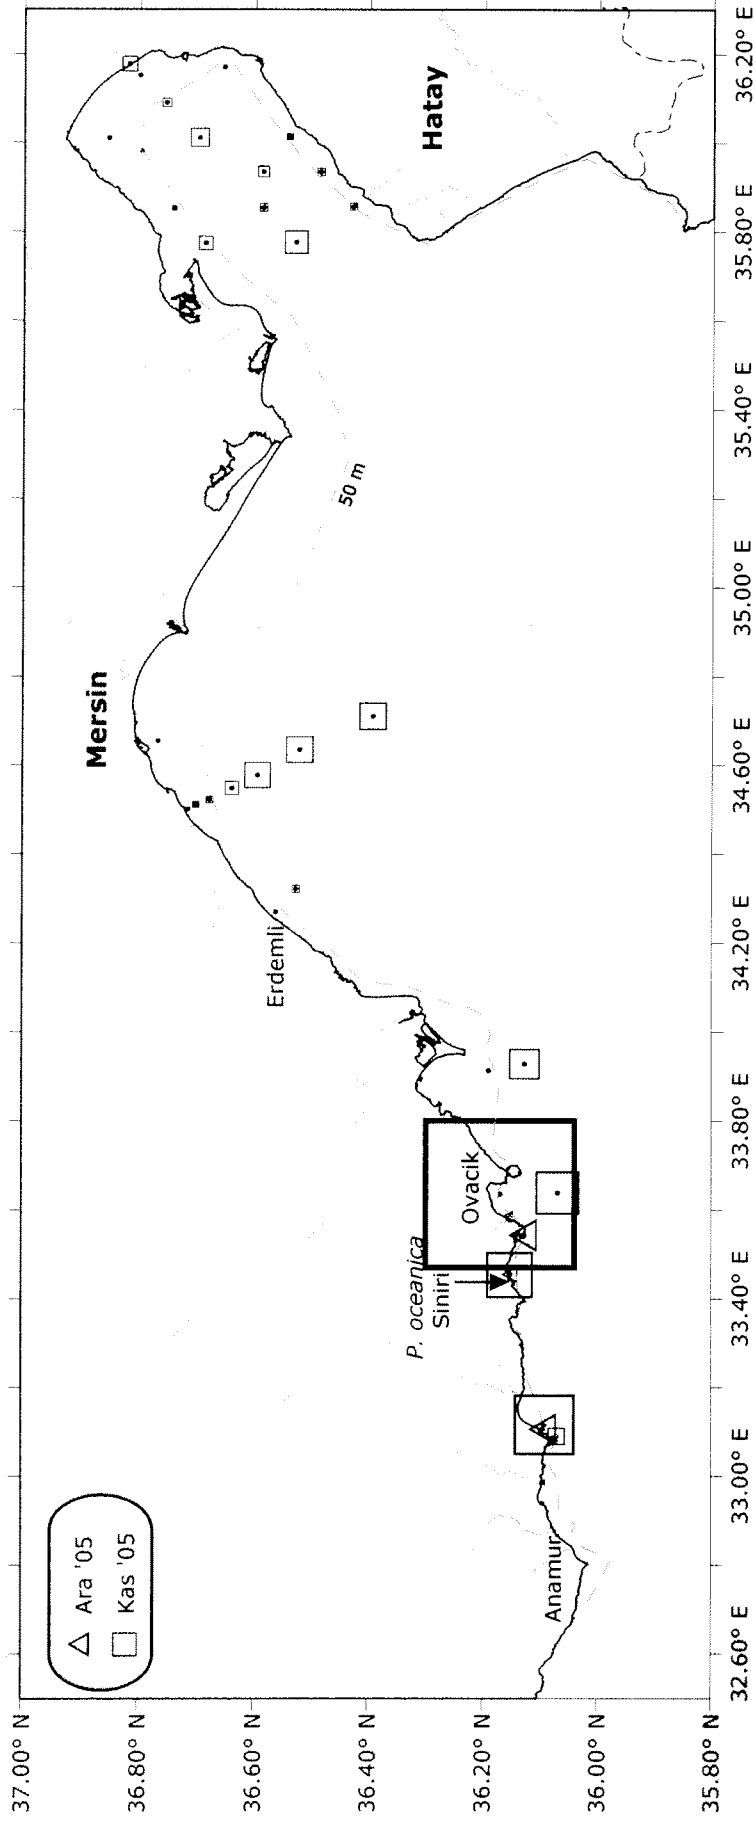 37.00° N
36.80° N
36.60° N
36.40° N
36.20° N
36.00° N
35.80° N
△ Ara '05
□ Kas '05
Mersin
Hatay
Erdemli
50 m
Ovacik
P. oceanica
Siniri
Anamur
32.60° E
33.00° E
33.40° E
33.80° E
34.20° E
34.60° E
35.00° E
35.40° E
35.80° E
36.20° E